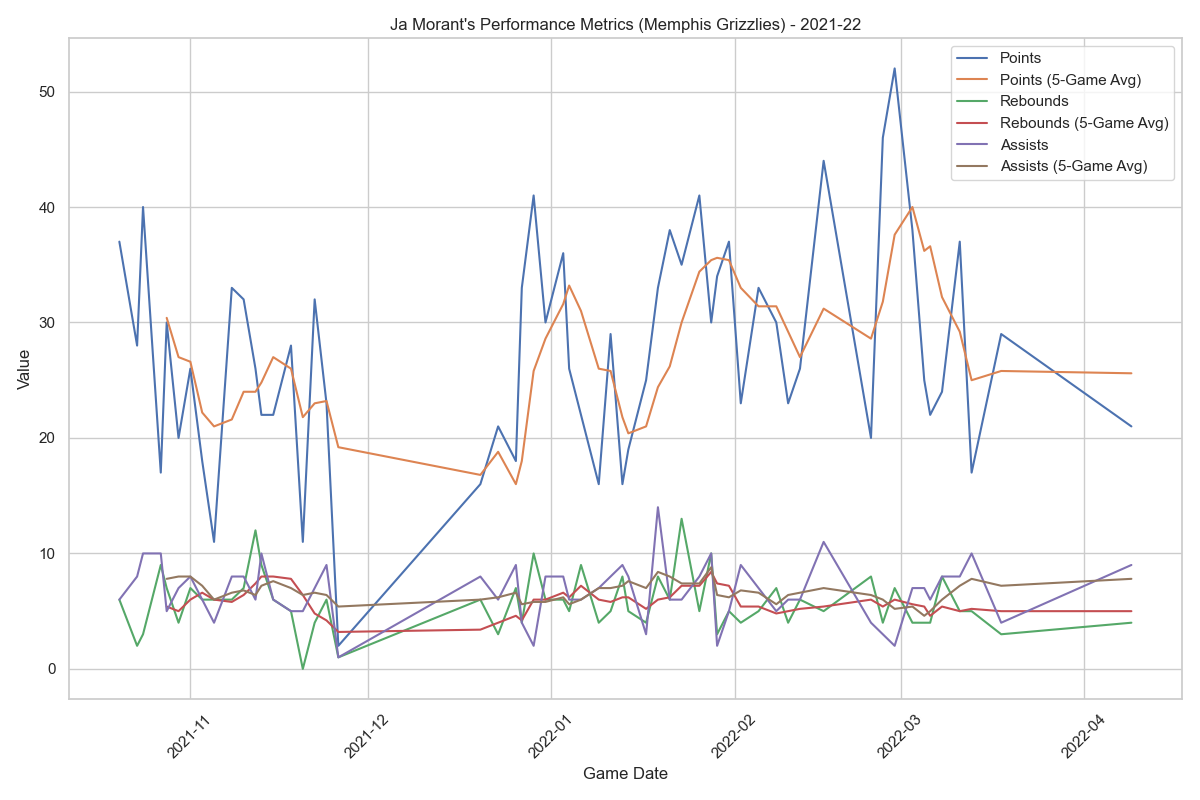 Ja Morant's Performance Metrics (Memphis Grizzlies) - 2021-22
Points
Points (5-Game Avg)
Rebounds
Rebounds (5-Game Avg)
Assists
Assists (5-Game Avg)
Value
50
40
30
20
10
0
2021-11
2021-12
2022-01
2022-02
2022-03
2022-04
Game Date